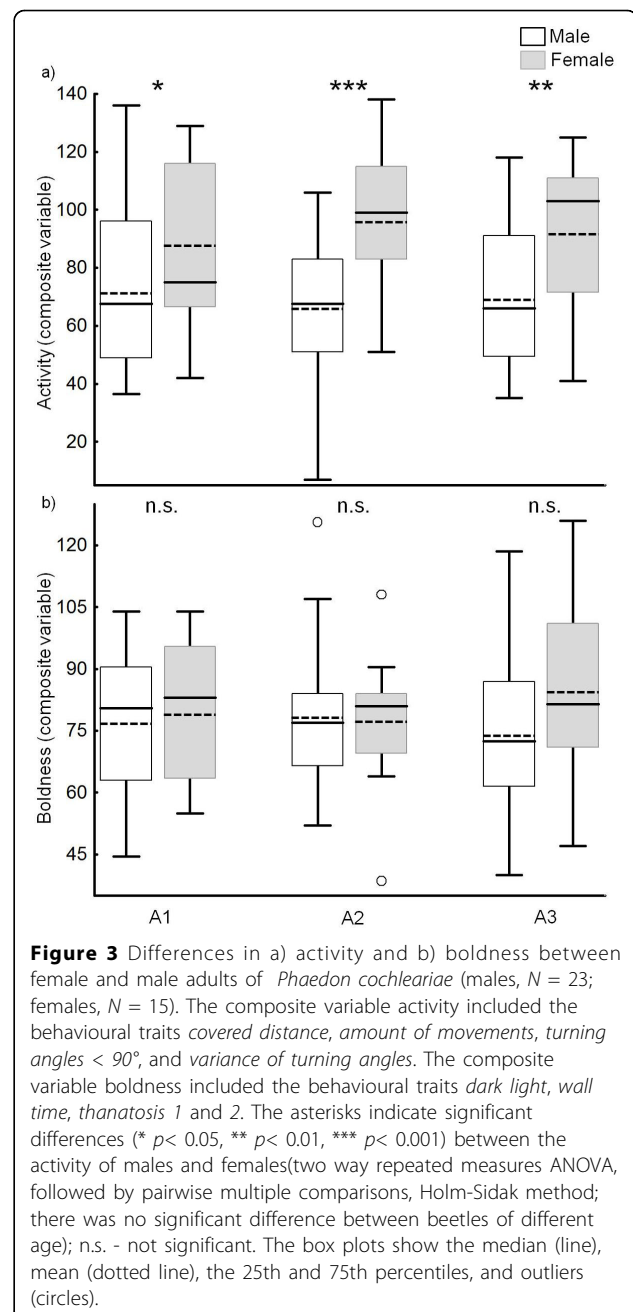 Male
Female
a)
* *** **
140
120
100
80
60
40
20
Activity (composite variable)
b)
n.s. n.s. n.s.
120
105
90
75
60
45
Boldness (composite variable)
A1 A2 A3
Figure 3 Differences in a) activity and b) boldness between
female and male adults of Phaedon cochleariae (males, N = 23;
females, N = 15). The composite variable activity included the
behavioural traits covered distance, amount of movements, turning
angles < 90°, and variance of turning angles. The composite
variable boldness included the behavioural traits dark light, wall
time, thanatosis 1 and 2. The asterisks indicate significant
differences (* p< 0.05, ** p< 0.01, *** p< 0.001) between the
activity of males and females(two way repeated measures ANOVA,
followed by pairwise multiple comparisons, Holm-Sidak method;
there was no significant difference between beetles of different
age); n.s. - not significant. The box plots show the median (line),
mean (dotted line), the 25th and 75th percentiles, and outliers
(circles).